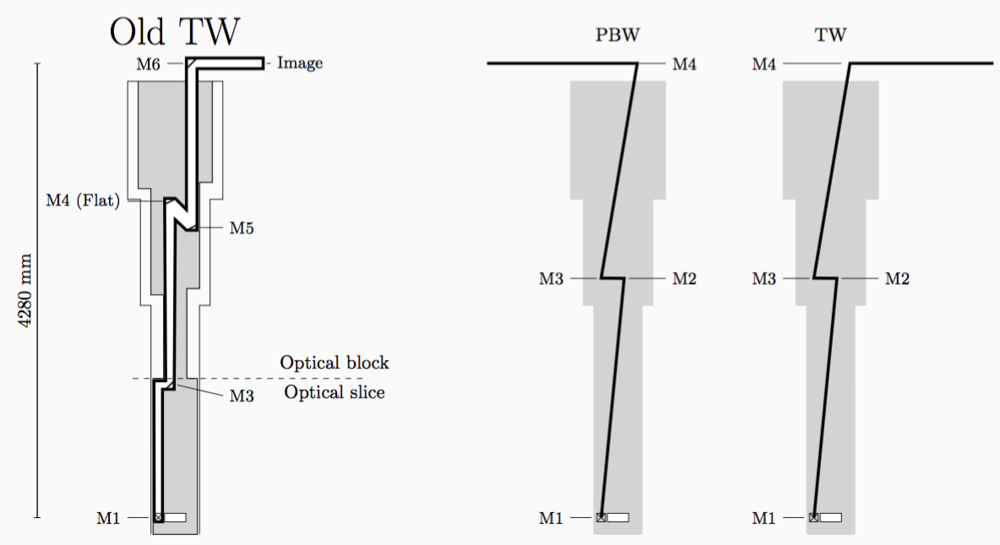 Old TW
M6
Image
M4 (Flat)
M5
4280 mm
Optical block
Optical slice
M3
M1
PBW
M4
M3
M2
M1
TW
M4
M3
M2
M1